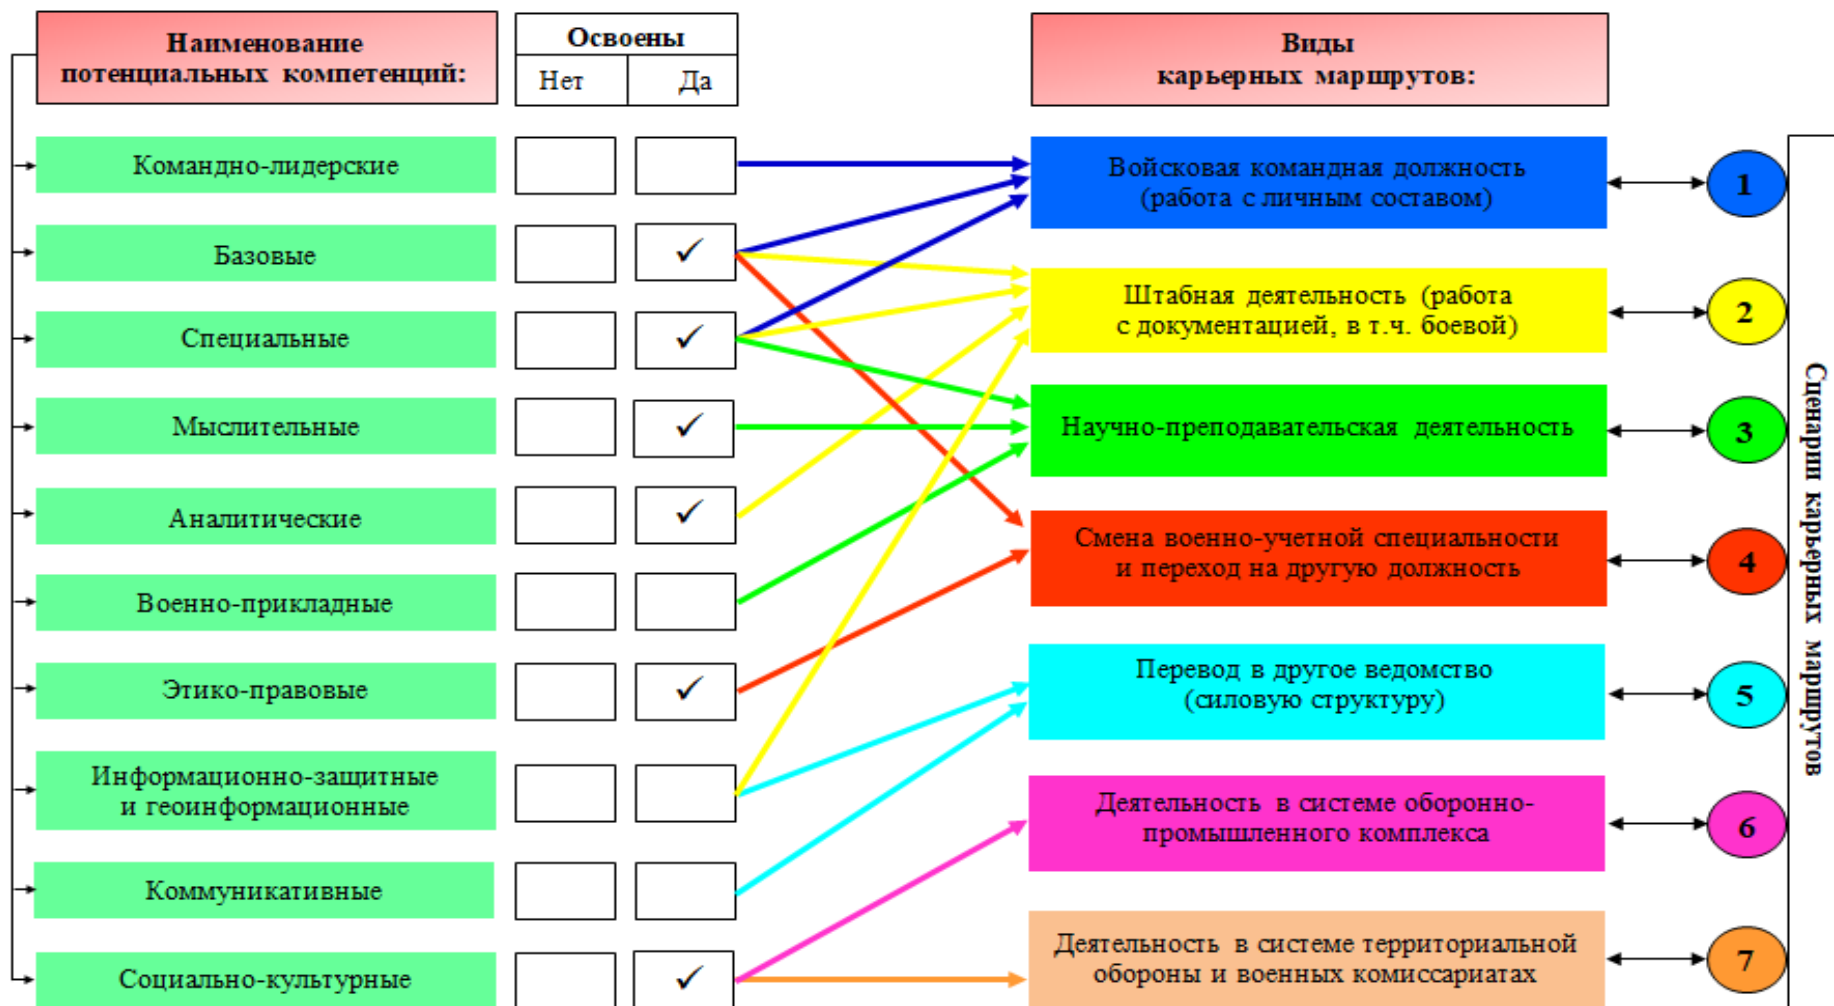 Наименование
потенциальных компетенций:
Освоены
Нет
Да
Виды
карьерных маршрутов:
Командно-лидерские
Базовые
✓
Специальные
✓
Мыслительные
✓
Аналитические
✓
Военно-прикладные
Этико-правовые
✓
Информационно-защитные
и геоинформационные
Коммуникативные
Социально-культурные
✓
Войсковая командная должность
(работа с личным составом)
1
Штабная деятельность (работа
с документацией, в т.ч. боевой)
2
Научно-преподавательская деятельность
3
Смена военно-учетной специальности
и переход на другую должность
4
Перевод в другое ведомство
(силовую структуру)
5
Деятельность в системе оборонно-
промышленного комплекса
6
Деятельность в системе территориальной
обороны и военных комиссариатах
7
Сценарии карьерных маршрутов